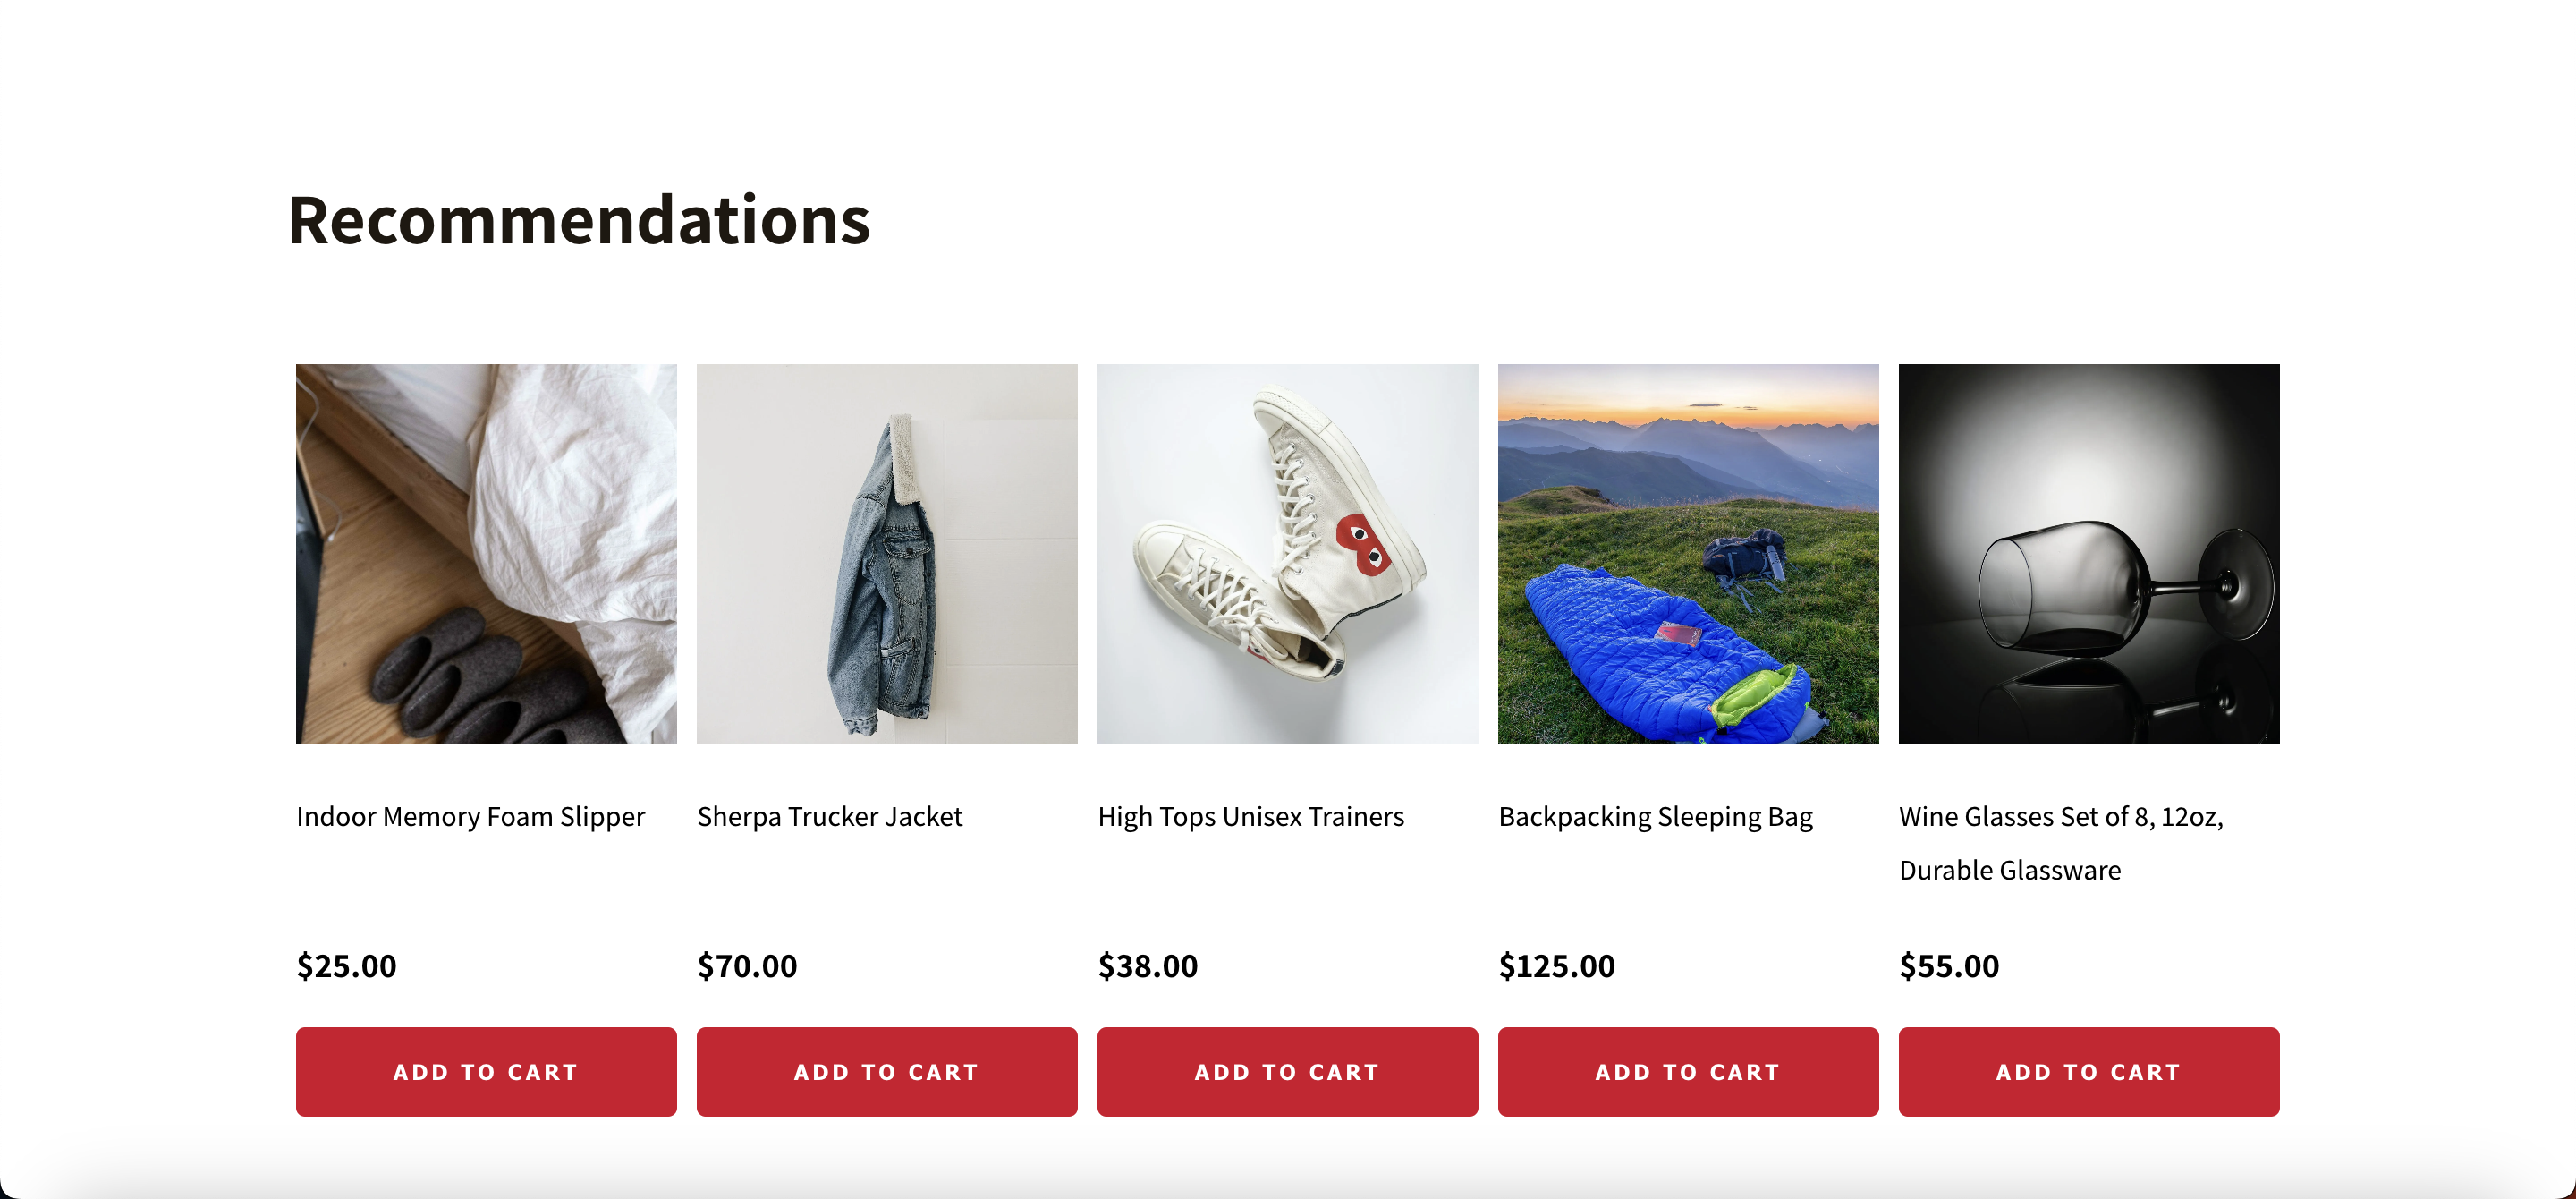 Recommendations
Indoor Memory Foam Slipper
Sherpa Trucker Jacket
High Tops Unisex Trainers
Backpacking Sleeping Bag
Wine Glasses Set of 8, 12oz,
Durable Glassware
$25.00
$70.00
$38.00
$125.00
$55.00
ADD TO CART
ADD TO CART
ADD TO CART
ADD TO CART
ADD TO CART